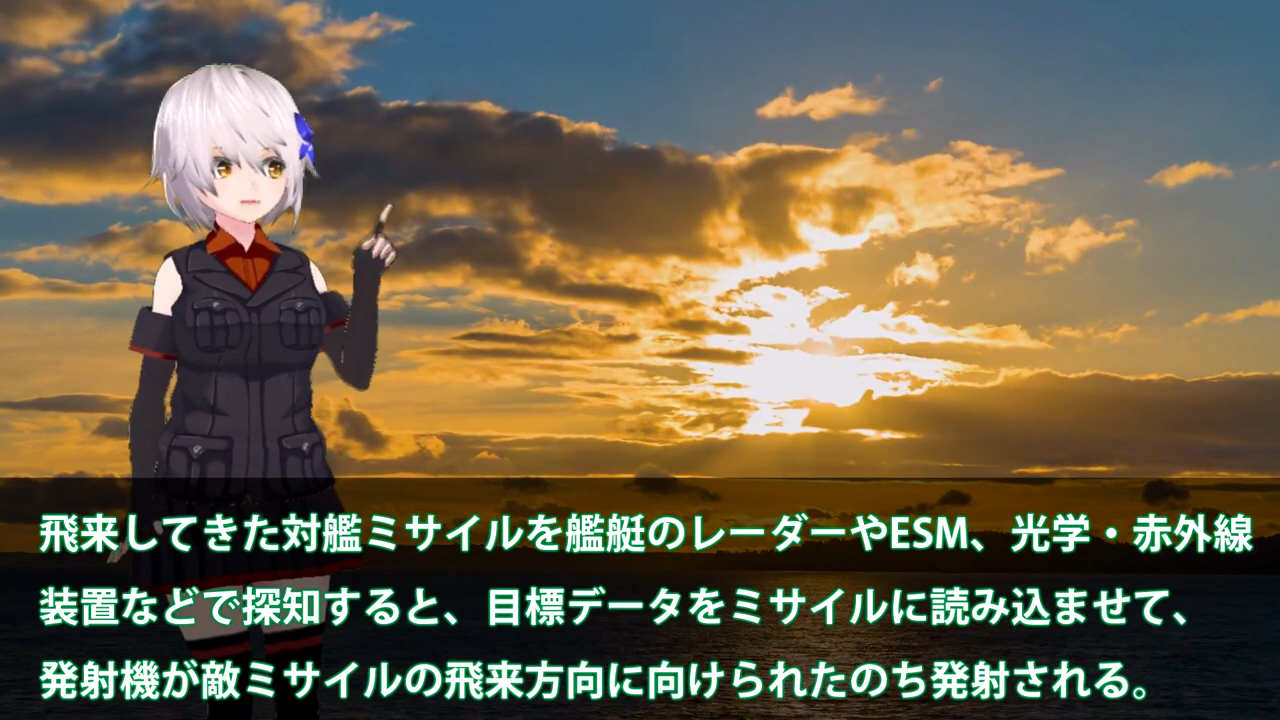 飛来してきた対艦ミサイルを艦艇のレーダーやESM、光学・赤外線
装置などで探知すると、目標データをミサイルに読み込ませて、
発射機が敵ミサイルの飛来方向に向けられたのち発射される。